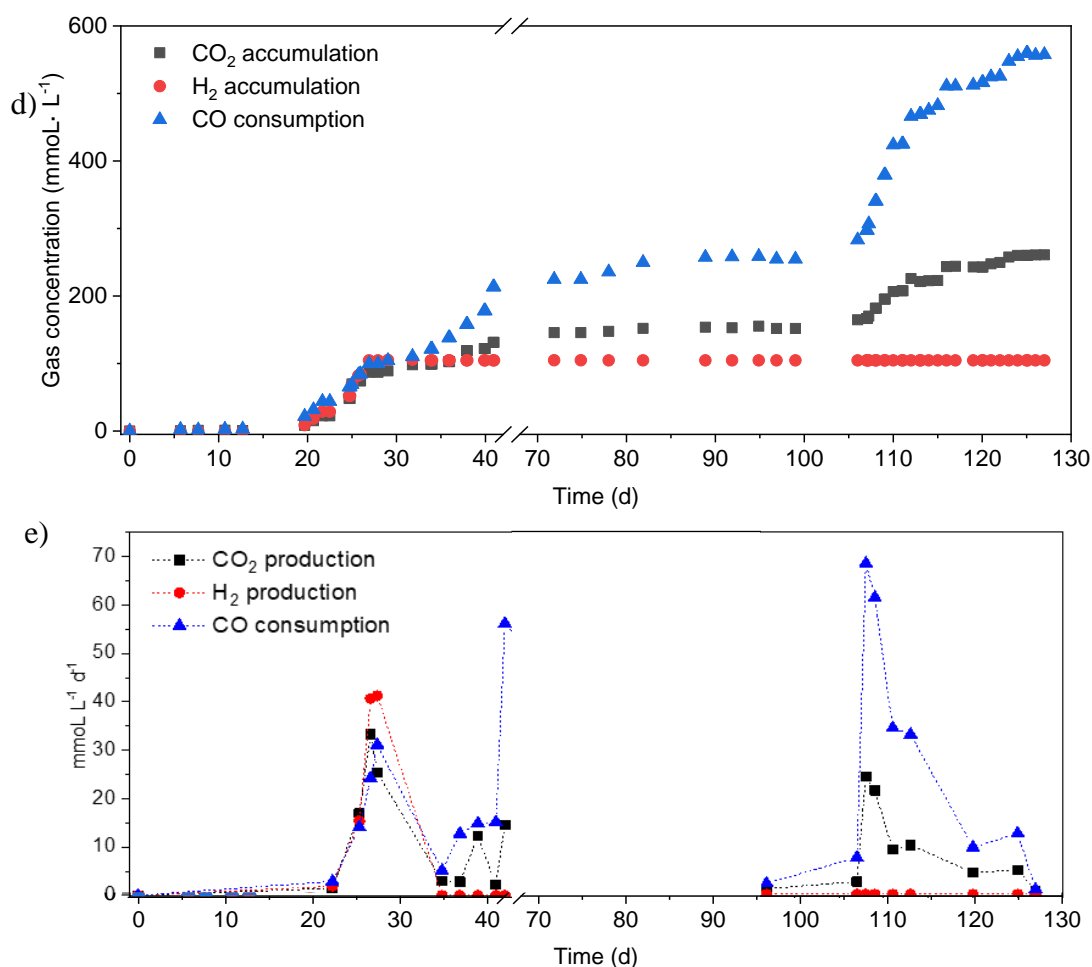 600
CO₂ accumulation
H₂ accumulation
d)
CO consumption
Gas concentration (mmoL· L⁻¹)
400
200
0
0 10 20 30 40 70 80 90 100 110 120 130
Time (d)
e)
70
CO₂ production
H₂ production
CO consumption
mmoL L⁻¹ d⁻¹
60
50
40
30
20
10
0
0 10 20 30 40 70 80 90 100 110 120 130
Time (d)